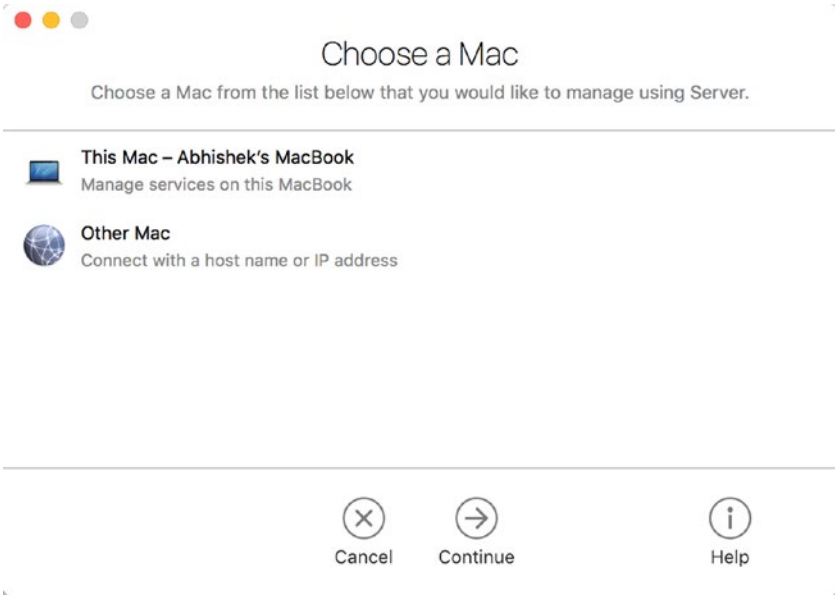 Choose a Mac
Choose a Mac from the list below that you would like to manage using Server.
This Mac – Abhishek's MacBook
Manage services on this MacBook
Other Mac
Connect with a host name or IP address
Cancel
Continue
Help